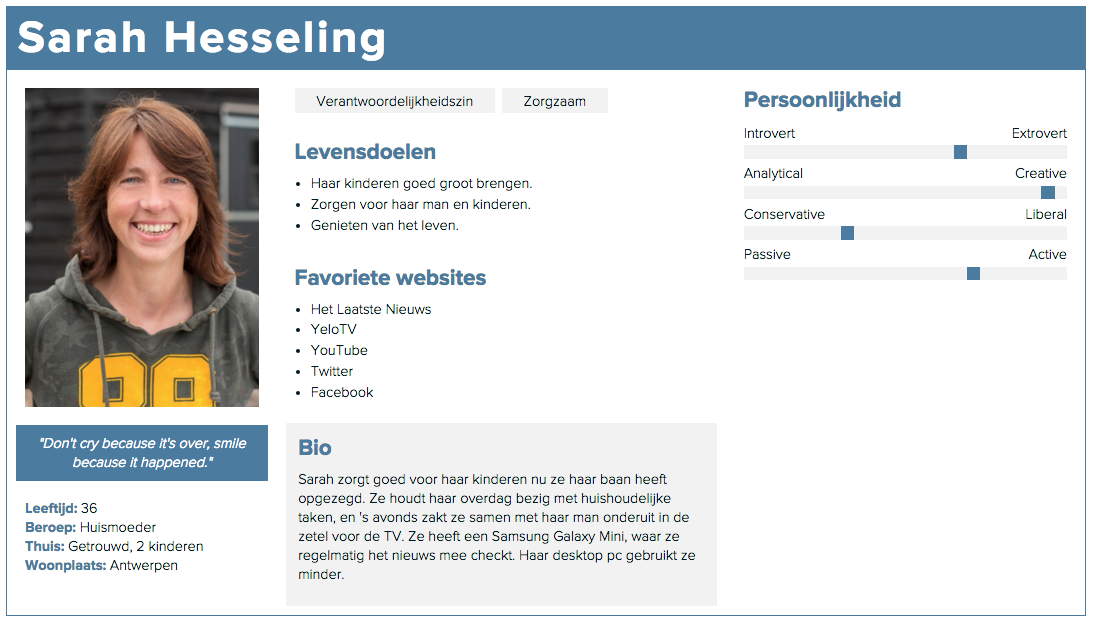 Sarah Hesseling
"Don't cry because it's over, smile
because it happened."
Leeftijd: 36
Beroep: Huismoeder
Thuis: Getrouwd, 2 kinderen
Woonplaats: Antwerpen
Verantwoordelijkheidszin
Zorgzaam
Levensdoelen
• Haar kinderen goed groot brengen.
• Zorgen voor haar man en kinderen.
• Genieten van het leven.
Favoriete websites
• Het Laatste Nieuws
• YeloTV
• YouTube
• Twitter
• Facebook
Bio
Sarah zorgt goed voor haar kinderen nu ze haar baan heeft
opgezegd. Ze houdt haar overdag bezig met huishoudelijke
taken, en 's avonds zakt ze samen met haar man onderuit in de
zetel voor de TV. Ze heeft een Samsung Galaxy Mini, waar ze
regelmatig het nieuws mee checkt. Haar desktop pc gebruikt ze
minder.
Persoonlijkheid
Introvert Extrovert
Analytical Creative
Conservative Liberal
Passive Active